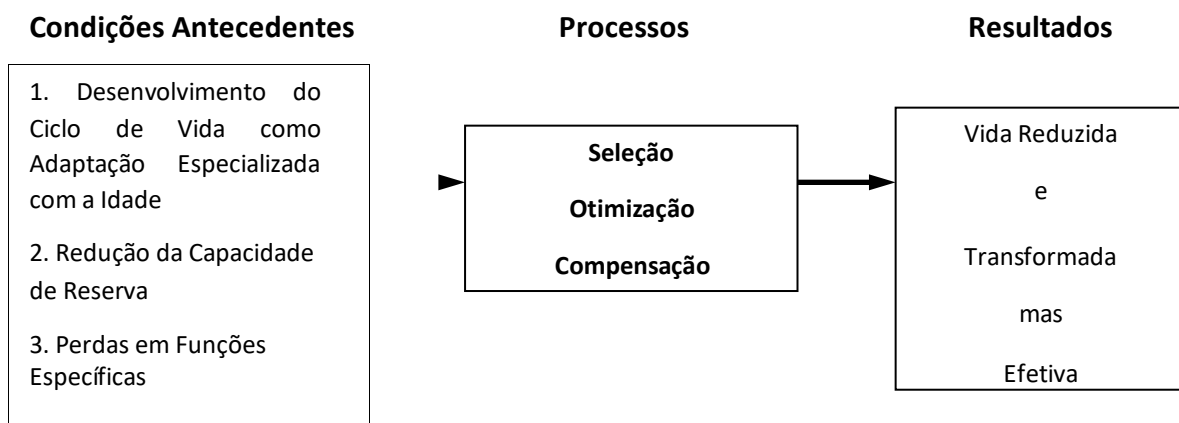 Condições Antecedentes
1. Desenvolvimento do
Ciclo de Vida como
Adaptação Especializada
com a Idade
2. Redução da Capacidade
de Reserva
3. Perdas em Funções
Específicas
Processos
Seleção
Otimização
Compensação
Resultados
Vida Reduzida
e
Transformada
mas
Efetiva